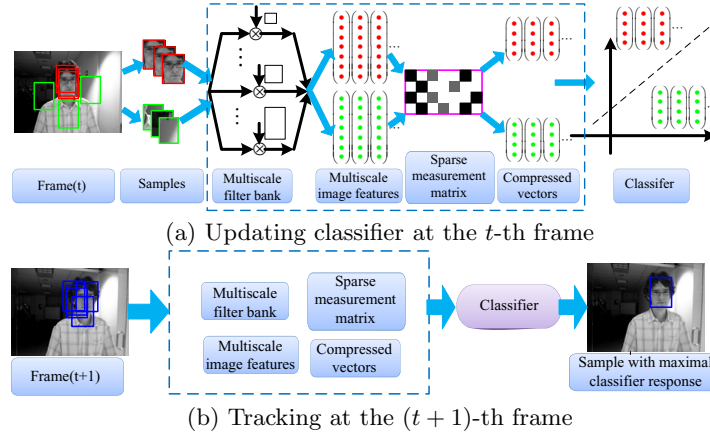 Frame(t)
Samples
Multiscale
filter bank
Multiscale
image features
Sparse
measurement
matrix
Compressed
vectors
Classifer
(a) Updating classifier at the t-th frame
Multiscale
filter bank
Sparse
measurement
matrix
Multiscale
image features
Compressed
vectors
Classifier
Frame(t+1)
Sample with maximal
classifier response
(b) Tracking at the (t + 1)-th frame